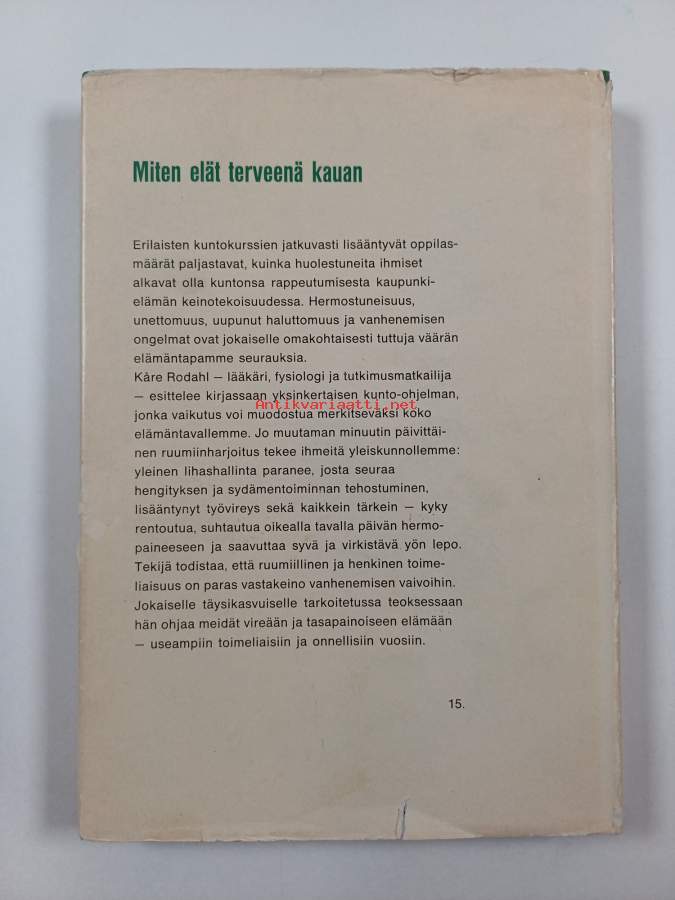 Miten elät terveenä kauan
Erilaisten kuntokurssien jatkuvasti lisääntyvät oppilas-
määrät paljastavat, kuinka huolestuneita ihmiset
alkavat olla kuntonsa rappeutumisesta kaupunki-
elämän keinotekoisuudessa. Hermostuneisuus,
unettomuus, uupunut haluttomuus ja vanhenemisen
ongelmat ovat jokaiselle omakohtaisesti tuttuja väärän
elämäntapamme seurauksia.
Kåre Rodahl — lääkäri, fysiologi ja tutkimusmatkailija
— esittelee kirjassaan yksinkertaisen kunto-ohjelman,
Antikvariaatti.net
jonka vaikutus voi muodostua merkitseväksi koko
elämäntavallemme. Jo muutaman minuutin päivittäi-
nen ruumiinharjoitus tekee ihmeitä yleiskunnollemme:
yleinen lihashallinta paranee, josta seuraa
hengityksen ja sydämentoiminnan tehostuminen,
lisääntynyt työvireys sekä kaikkein tärkein — kyky
rentoutua, suhtautua oikealla tavalla päivän hermo-
paineeseen ja saavuttaa syvä ja virkistävä yön lepo.
Tekijä todistaa, että ruumiillinen ja henkinen toime-
liaisuus on paras vastakeino vanhenemisen vaivoihin.
Jokaiselle täysikasvuiselle tarkoitetussa teoksessaan
hän ohjaa meidät vireään ja tasapainoiseen elämään
— useampiin toimeliaisiin ja onnellisiin vuosiin.
15.